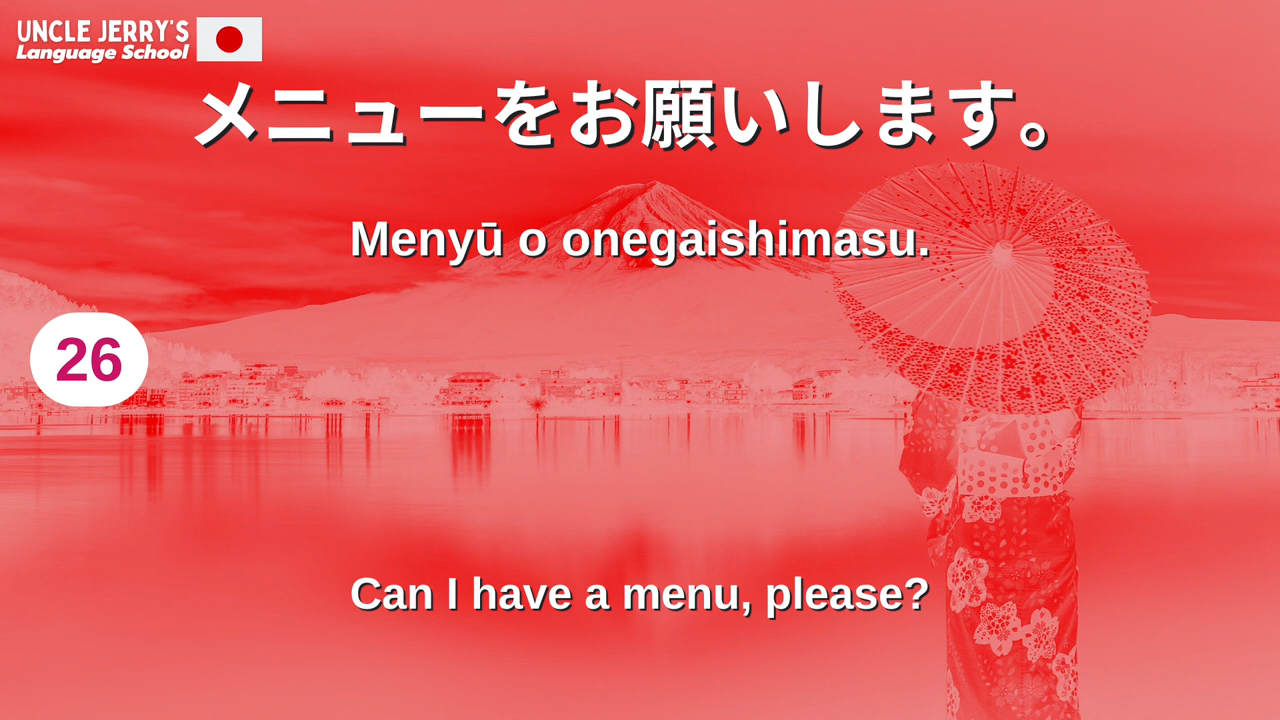 UNCLE JERRY'S
Language School
メニューをお願いします。
Menyū o onegaishimasu.
26
Can I have a menu, please?